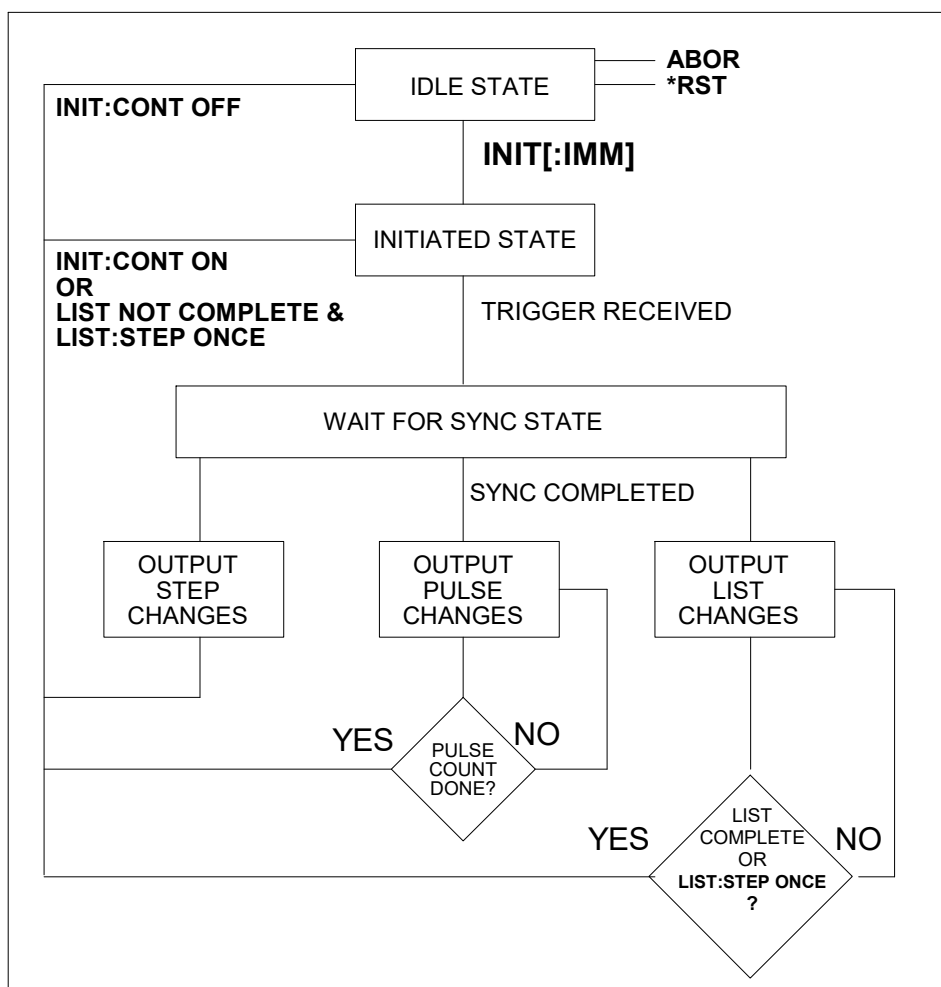 ABOR
*RST
IDLE STATE
INIT:CONT OFF
INIT[:IMM]
INITIATED STATE
INIT:CONT ON
OR
LIST NOT COMPLETE &
LIST:STEP ONCE
TRIGGER RECEIVED
WAIT FOR SYNC STATE
SYNC COMPLETED
OUTPUT
STEP
CHANGES
OUTPUT
PULSE
CHANGES
OUTPUT
LIST
CHANGES
YES
NO
PULSE
COUNT
DONE?
YES
NO
LIST
COMPLETE
OR
LIST:STEP ONCE
?